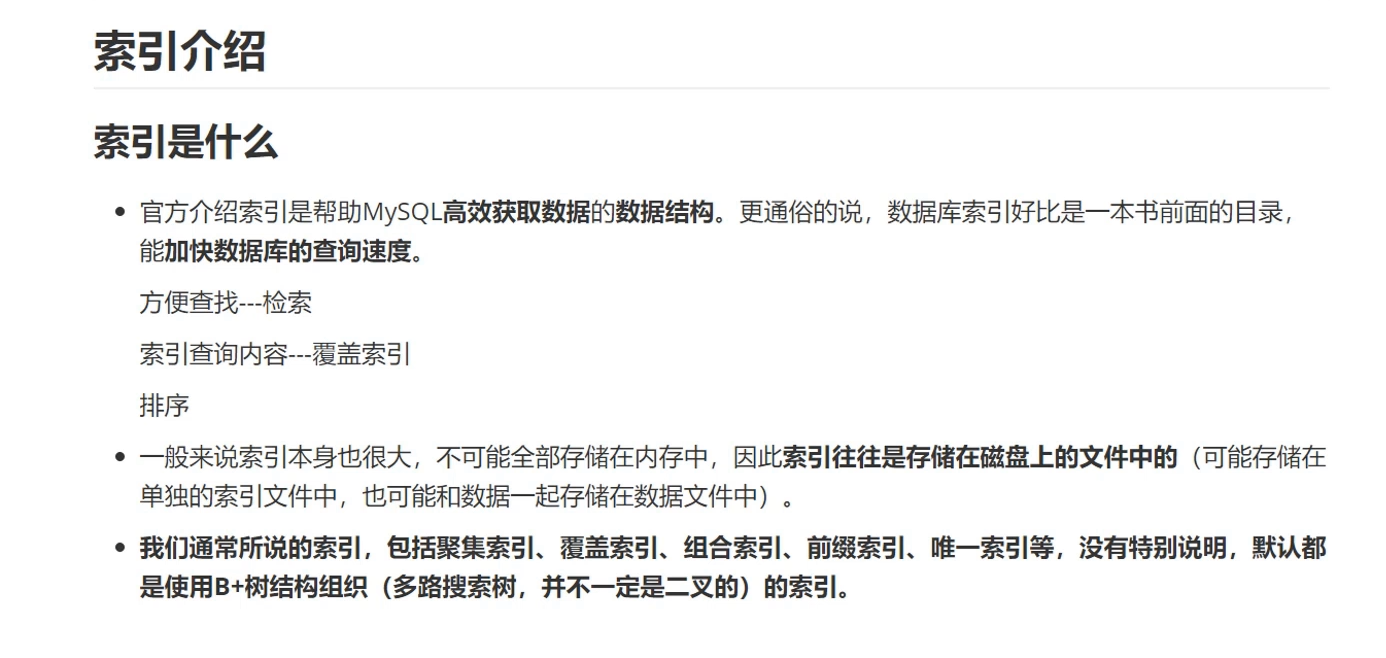 索引介绍
索引是什么
官方介绍索引是帮助MySQL高效获取数据的数据结构。更通俗的说，数据库索引好比是一本书前面的目录，
能加快数据库的查询速度。
方便查找---检索
索引查询内容---覆盖索引
排序
一般来说索引本身也很大，不可能全部存储在内存中，因此索引往往是存储在磁盘上的文件中的（可能存储在
单独的索引文件中，也可能和数据一起存储在数据文件中）。
我们通常所说的索引，包括聚集索引、覆盖索引、组合索引、前缀索引、唯一索引等，没有特别说明，默认都
是使用B+树结构组织（多路搜索树，并不一定是二叉的）的索引。